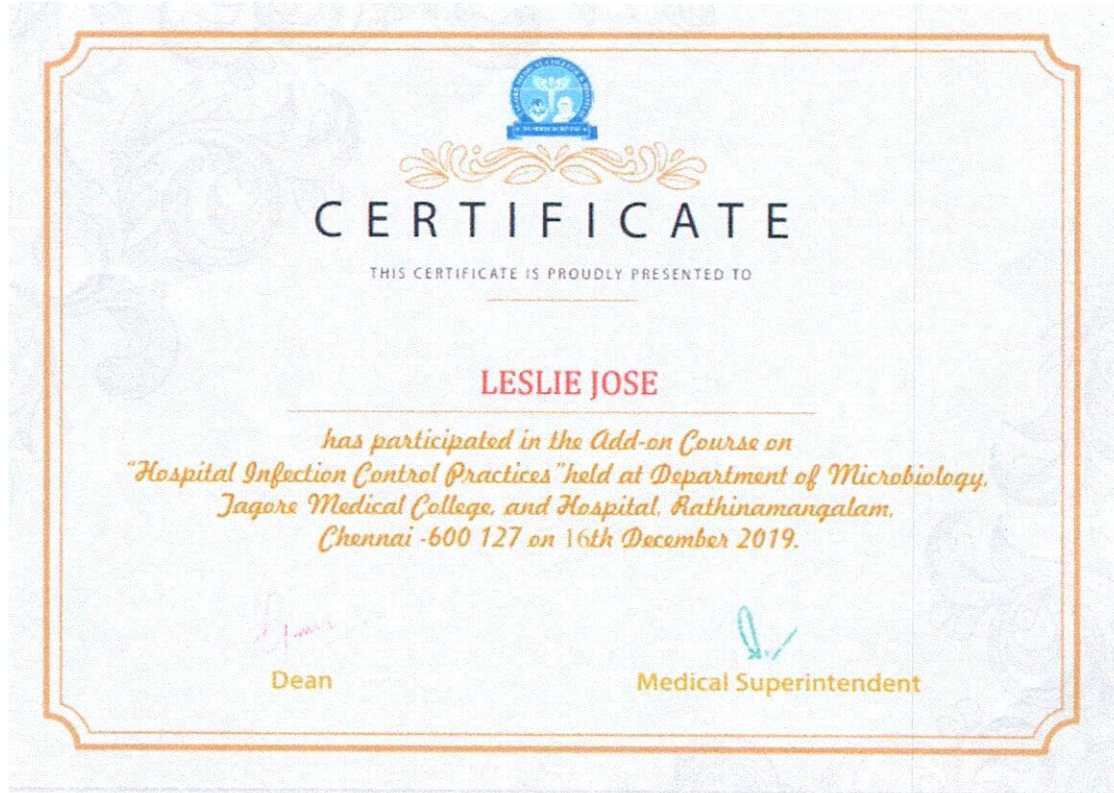 CERTIFICATE
THIS CERTIFICATE IS PROUDLY PRESENTED TO
LESLIE JOSE
has participated in the Add-on Course on
"Hospital Infection Control Practices"held at Department of Microbiology,
Tagore Medical College, and Hospital, Rathinamangalam,
Chennai -600 127 on 16th December 2019.
Dean
Medical Superintendent